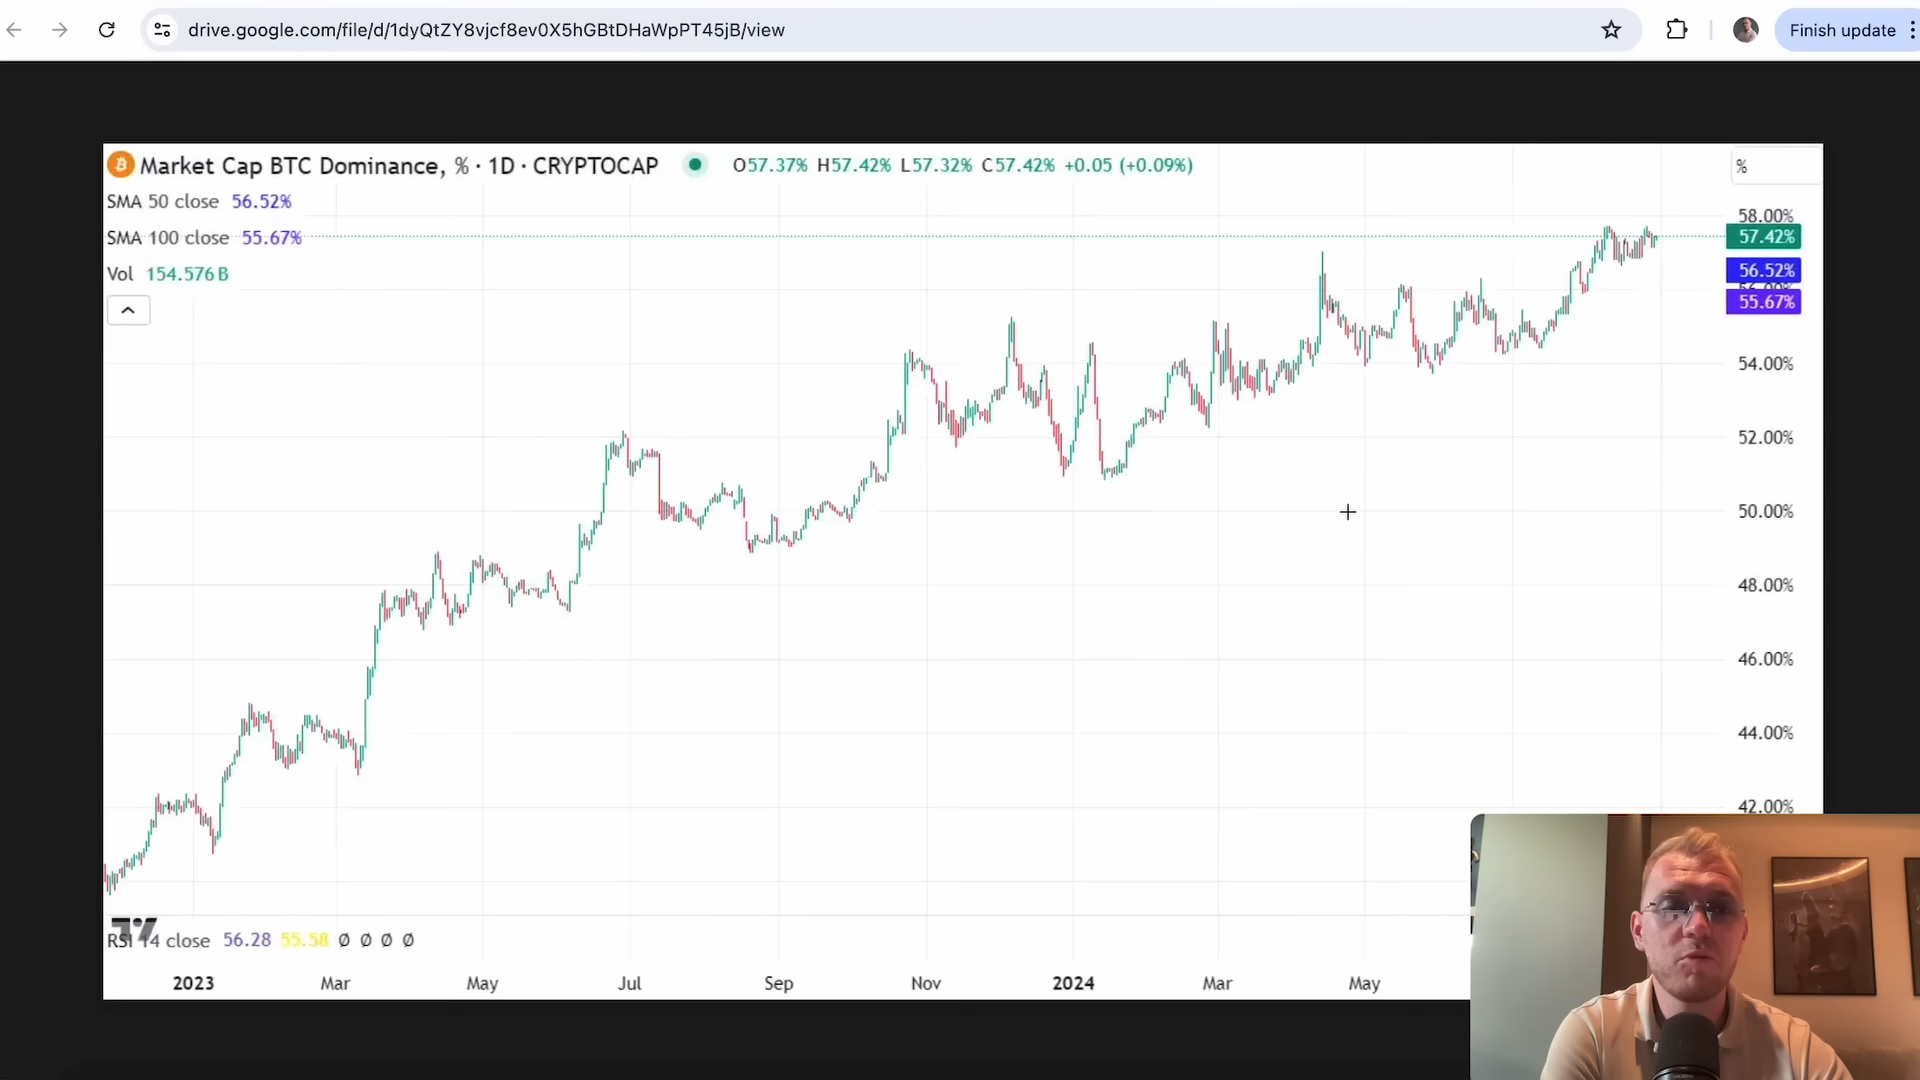 drive.google.com/file/d/1dyQtZY8vjcf8ev0X5hGBtDHaWpPT45jB/view
Finish update
Market Cap BTC Dominance, % · 1D · CRYPTOCAP O57.37% H57.42% L57.32% C57.42% +0.05 (+0.09%)
%
SMA 50 close 56.52%
SMA 100 close 55.67%
Vol 154.576B
58.00%
57.42%
56.52%
56.00%
55.67%
54.00%
52.00%
50.00%
48.00%
46.00%
44.00%
42.00%
RSI 14 close 56.28 55.58 Ø Ø Ø Ø
2023 Mar May Jul Sep Nov 2024 Mar May